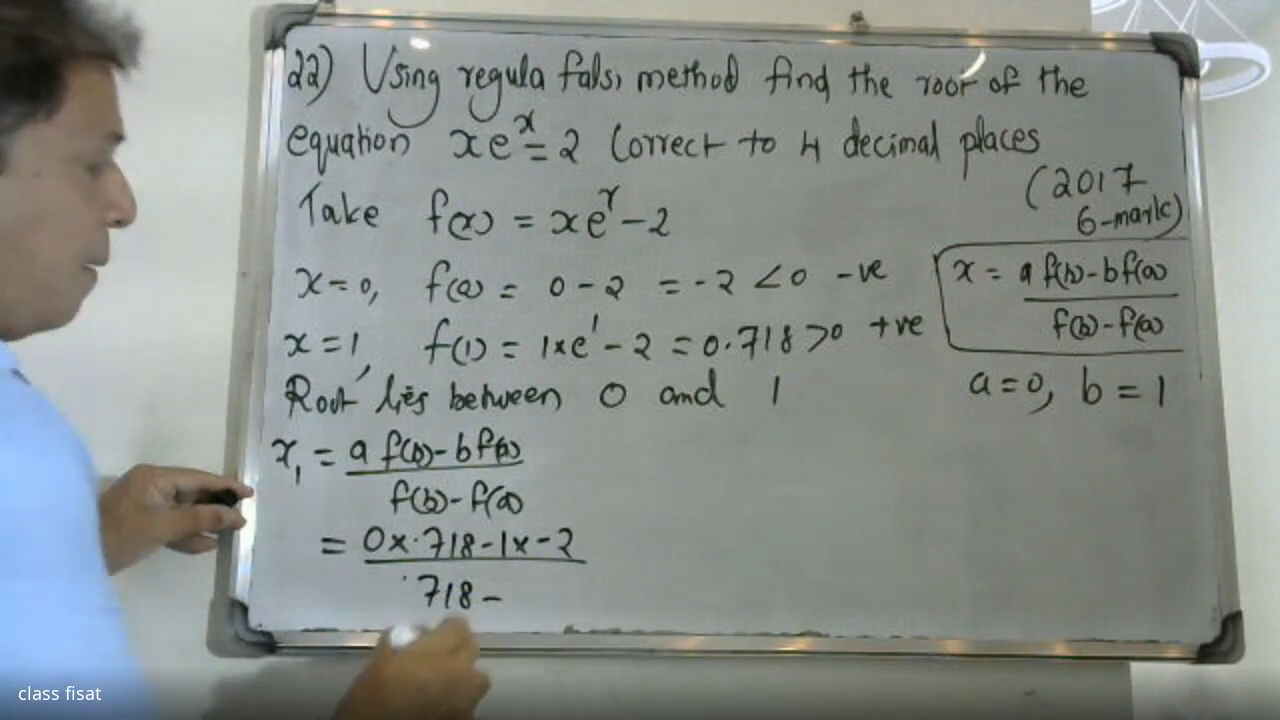 22) Using regula falsi method find the root of the
equation xe^x = 2 Correct to 4 decimal places
(2017
6-mark)
Take f(x) = xe^x - 2
x=0, f(0) = 0 - 2 = -2 <0 -ve
x=1, f(1) = 1×e^1 - 2 = 0.718 >0 +ve
Root lies between 0 and 1
x = a f(b) - b f(a)
f(b) - f(a)
a=0, b=1
x_1 = a f(b) - b f(a)
f(b) - f(a)
= 0×.718 - 1×-2
.718 -
class fisat